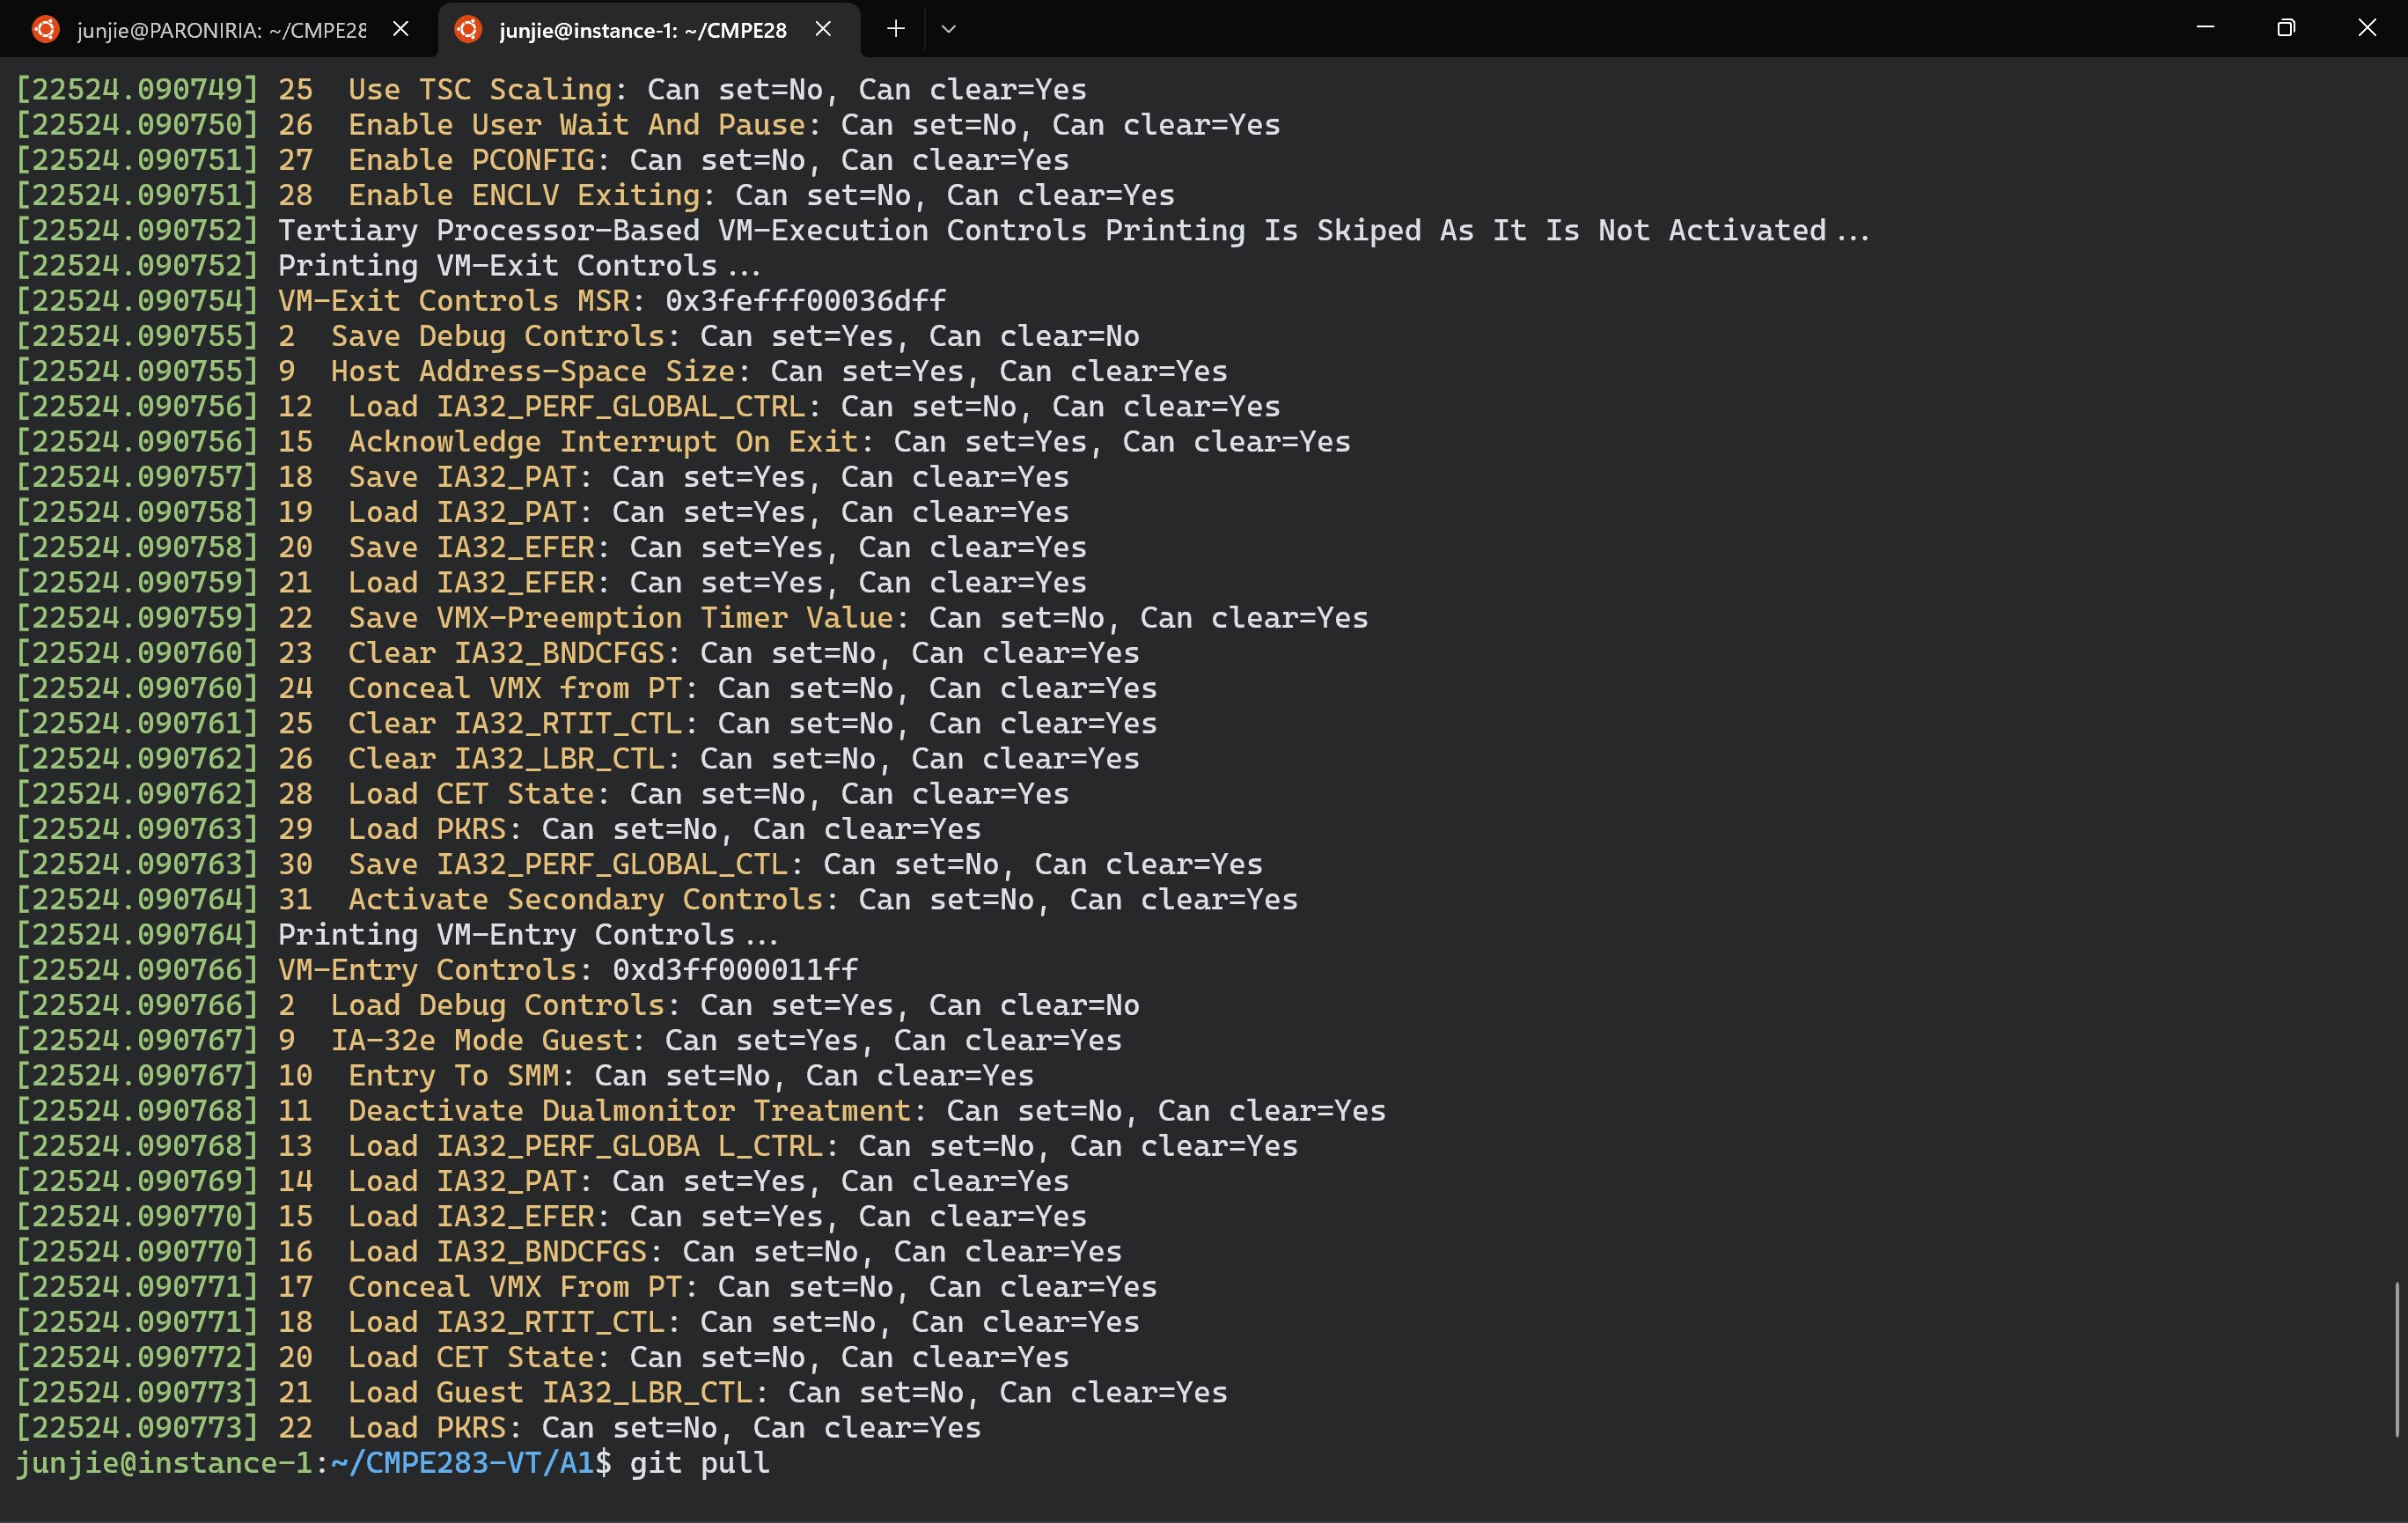 junjie@PARONIRIA: ~/CMPE28
junjie@instance-1: ~/CMPE28
[22524.090749] 25  Use TSC Scaling: Can set=No, Can clear=Yes
[22524.090750] 26  Enable User Wait And Pause: Can set=No, Can clear=Yes
[22524.090751] 27  Enable PCONFIG: Can set=No, Can clear=Yes
[22524.090751] 28  Enable ENCLV Exiting: Can set=No, Can clear=Yes
[22524.090752] Tertiary Processor-Based VM-Execution Controls Printing Is Skiped As It Is Not Activated...
[22524.090752] Printing VM-Exit Controls...
[22524.090754] VM-Exit Controls MSR: 0x3fefff00036dff
[22524.090755] 2  Save Debug Controls: Can set=Yes, Can clear=No
[22524.090755] 9  Host Address-Space Size: Can set=Yes, Can clear=Yes
[22524.090756] 12  Load IA32_PERF_GLOBAL_CTRL: Can set=No, Can clear=Yes
[22524.090756] 15  Acknowledge Interrupt On Exit: Can set=Yes, Can clear=Yes
[22524.090757] 18  Save IA32_PAT: Can set=Yes, Can clear=Yes
[22524.090758] 19  Load IA32_PAT: Can set=Yes, Can clear=Yes
[22524.090758] 20  Save IA32_EFER: Can set=Yes, Can clear=Yes
[22524.090759] 21  Load IA32_EFER: Can set=Yes, Can clear=Yes
[22524.090759] 22  Save VMX-Preemption Timer Value: Can set=No, Can clear=Yes
[22524.090760] 23  Clear IA32_BNDCFGS: Can set=No, Can clear=Yes
[22524.090760] 24  Conceal VMX from PT: Can set=No, Can clear=Yes
[22524.090761] 25  Clear IA32_RTIT_CTL: Can set=No, Can clear=Yes
[22524.090762] 26  Clear IA32_LBR_CTL: Can set=No, Can clear=Yes
[22524.090762] 28  Load CET State: Can set=No, Can clear=Yes
[22524.090763] 29  Load PKRS: Can set=No, Can clear=Yes
[22524.090763] 30  Save IA32_PERF_GLOBAL_CTL: Can set=No, Can clear=Yes
[22524.090764] 31  Activate Secondary Controls: Can set=No, Can clear=Yes
[22524.090764] Printing VM-Entry Controls...
[22524.090766] VM-Entry Controls: 0xd3ff000011ff
[22524.090766] 2  Load Debug Controls: Can set=Yes, Can clear=No
[22524.090767] 9  IA-32e Mode Guest: Can set=Yes, Can clear=Yes
[22524.090767] 10  Entry To SMM: Can set=No, Can clear=Yes
[22524.090768] 11  Deactivate Dualmonitor Treatment: Can set=No, Can clear=Yes
[22524.090768] 13  Load IA32_PERF_GLOBA L_CTRL: Can set=No, Can clear=Yes
[22524.090769] 14  Load IA32_PAT: Can set=Yes, Can clear=Yes
[22524.090770] 15  Load IA32_EFER: Can set=Yes, Can clear=Yes
[22524.090770] 16  Load IA32_BNDCFGS: Can set=No, Can clear=Yes
[22524.090771] 17  Conceal VMX From PT: Can set=No, Can clear=Yes
[22524.090771] 18  Load IA32_RTIT_CTL: Can set=No, Can clear=Yes
[22524.090772] 20  Load CET State: Can set=No, Can clear=Yes
[22524.090773] 21  Load Guest IA32_LBR_CTL: Can set=No, Can clear=Yes
[22524.090773] 22  Load PKRS: Can set=No, Can clear=Yes
junjie@instance-1:~/CMPE283-VT/A1$ git pull